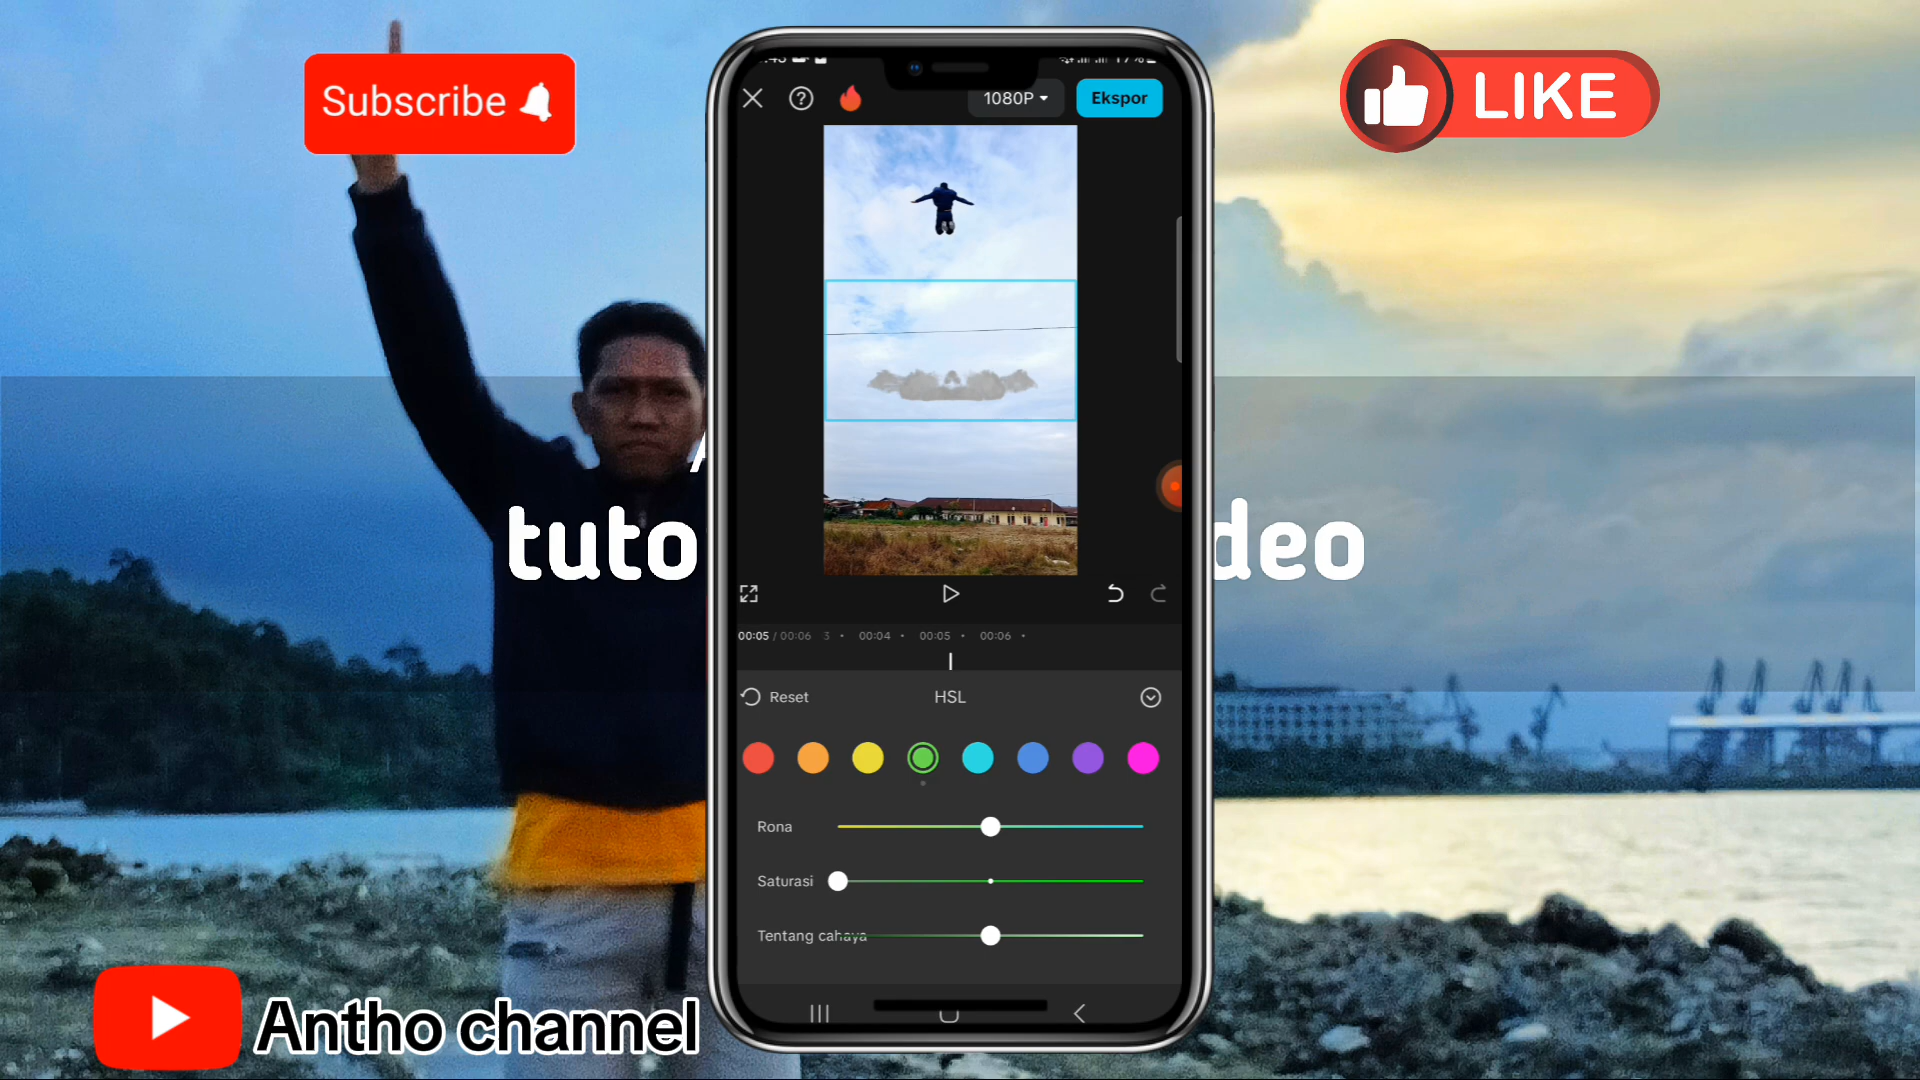 Subscribe
LIKE
1080P
Ekspor
tuto
deo
00:05 / 00:06 3 00:04 00:05 00:06
Reset
HSL
Rona
Saturasi
Tentang cahaya
Antho channel